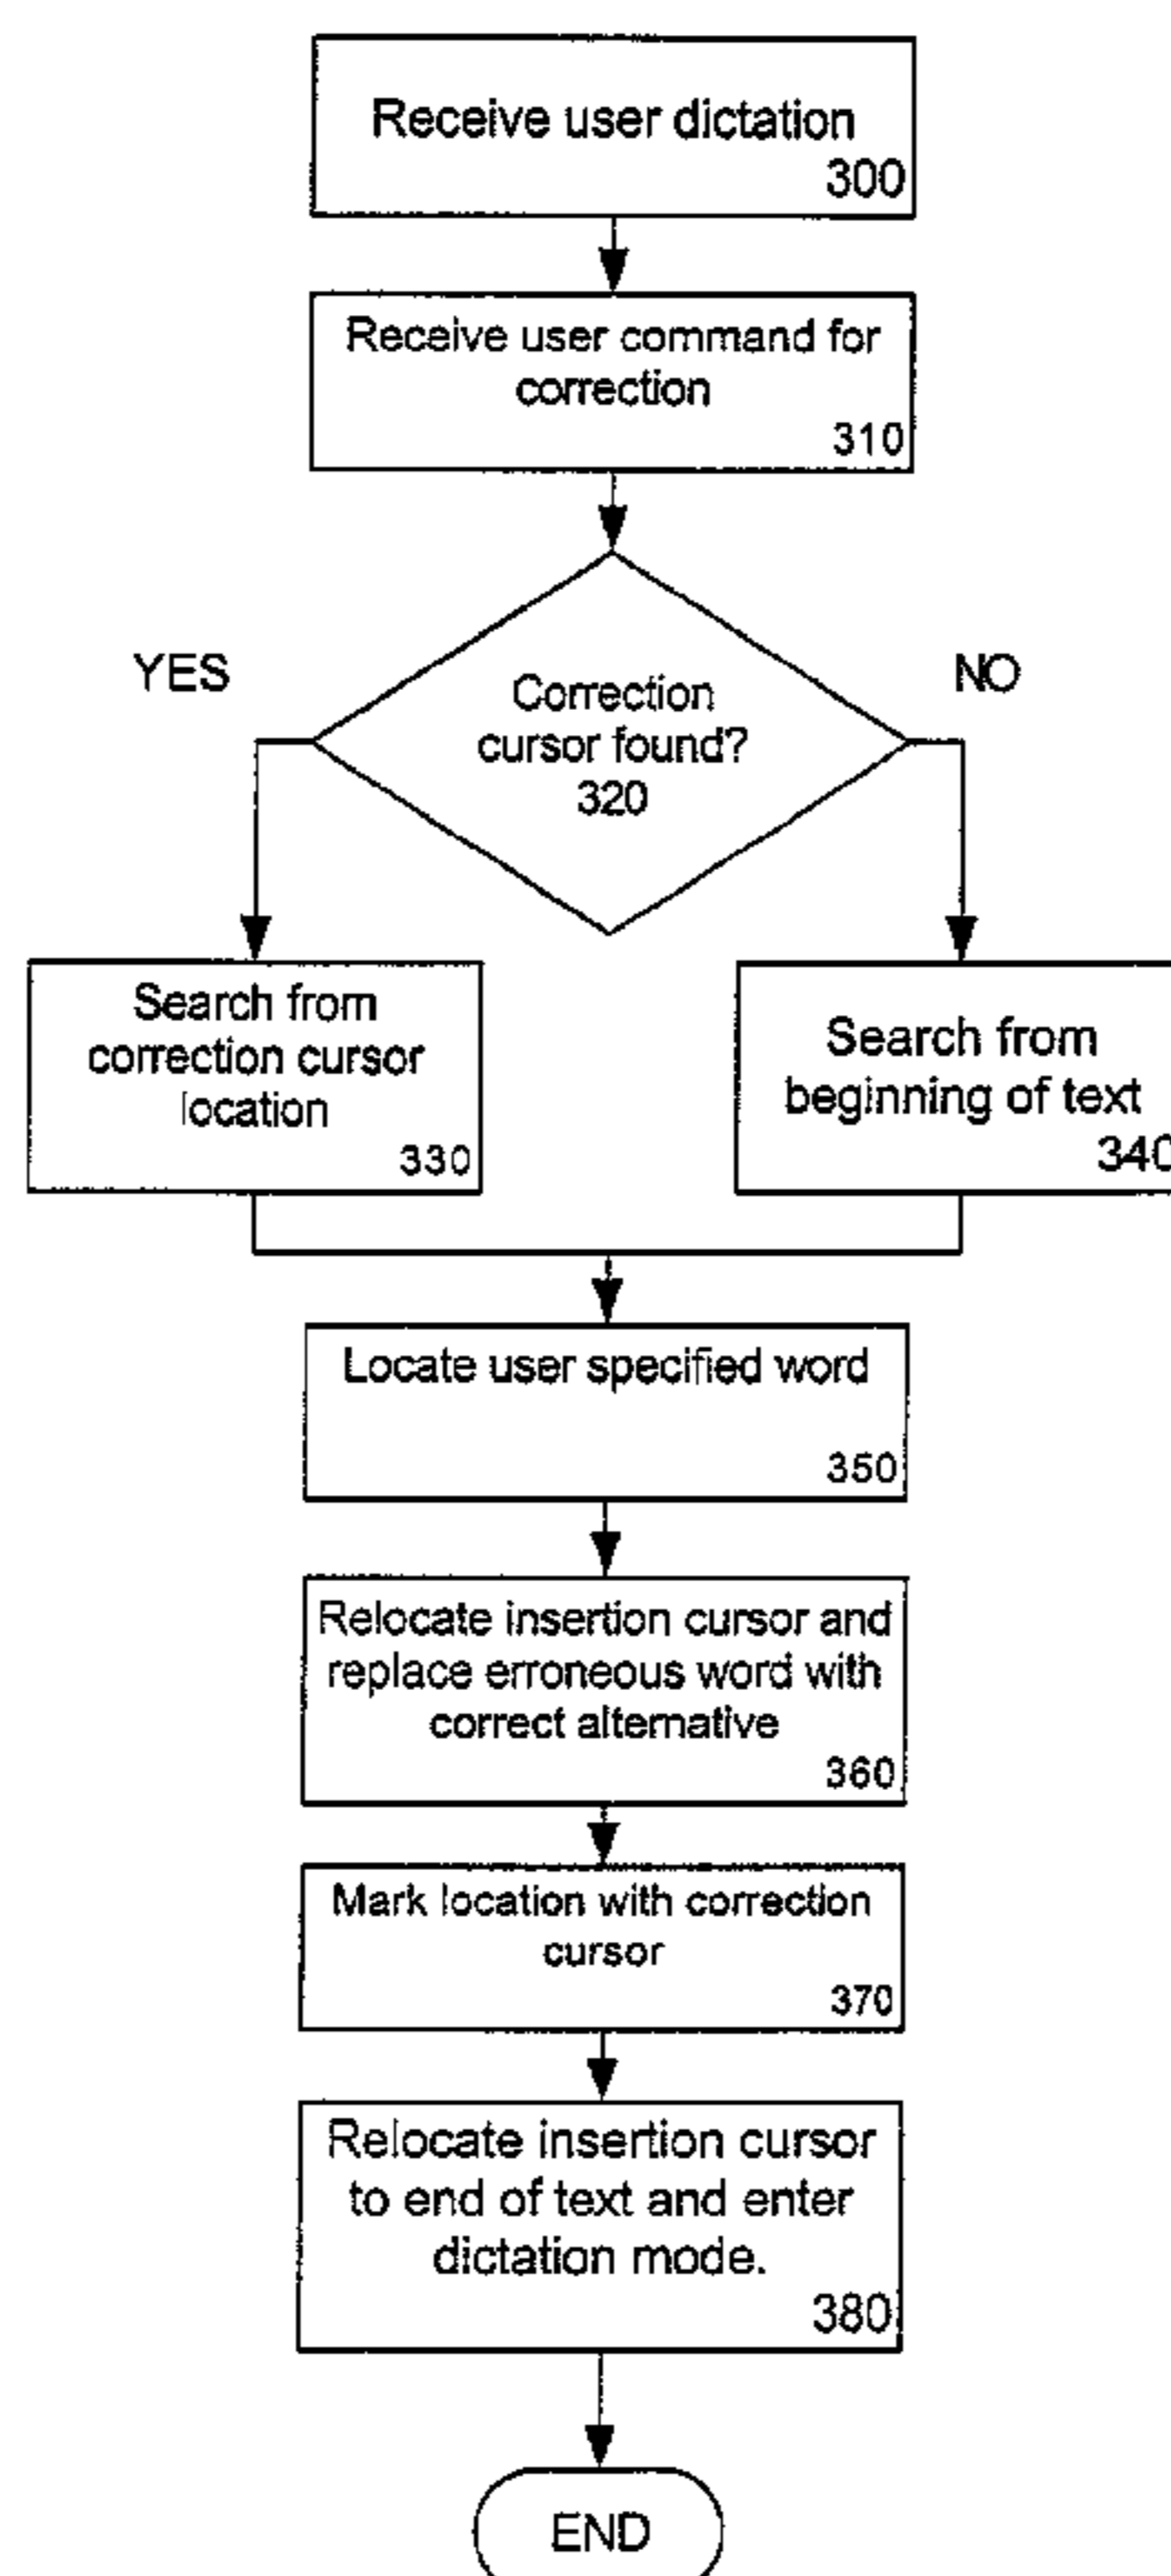 Receive user dictation
300
Receive user command for
correction
310
YES
NO
Correction
cursor found?
320
Search from
correction cursor
location
330
Search from
beginning of text
340
Locate user specified word
350
Relocate insertion cursor and
replace erroneous word with
correct alternative
360
Mark location with correction
cursor
370
Relocate insertion cursor
to end of text and enter
dictation mode.
380
END